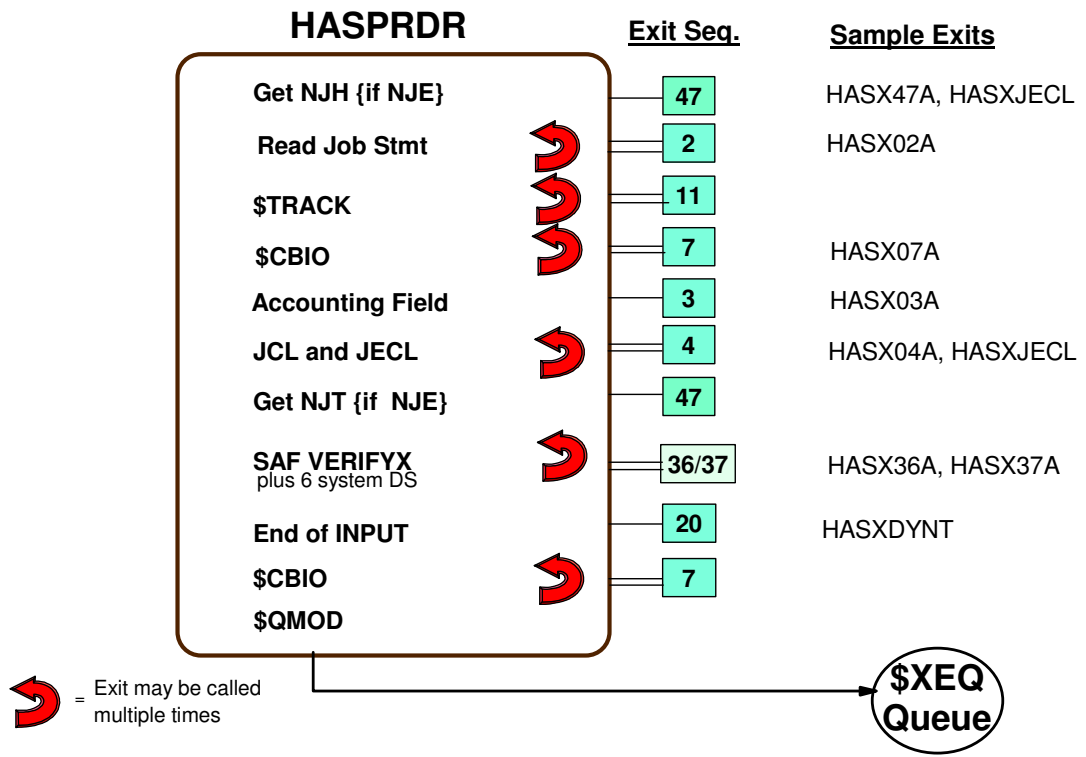 HASPRDR Exit Seq. Sample Exits
Get NJH {if NJE} 47 HASX47A, HASXJECL
Read Job Stmt 2 HASX02A
$TRACK 11
$CBIO 7 HASX07A
Accounting Field 3 HASX03A
JCL and JECL 4 HASX04A, HASXJECL
Get NJT {if NJE} 47
SAF VERIFYX 36/37 HASX36A, HASX37A
plus 6 system DS
End of INPUT 20 HASXDYNT
$CBIO 7
$QMOD
= Exit may be called
multiple times
$XEQ
Queue